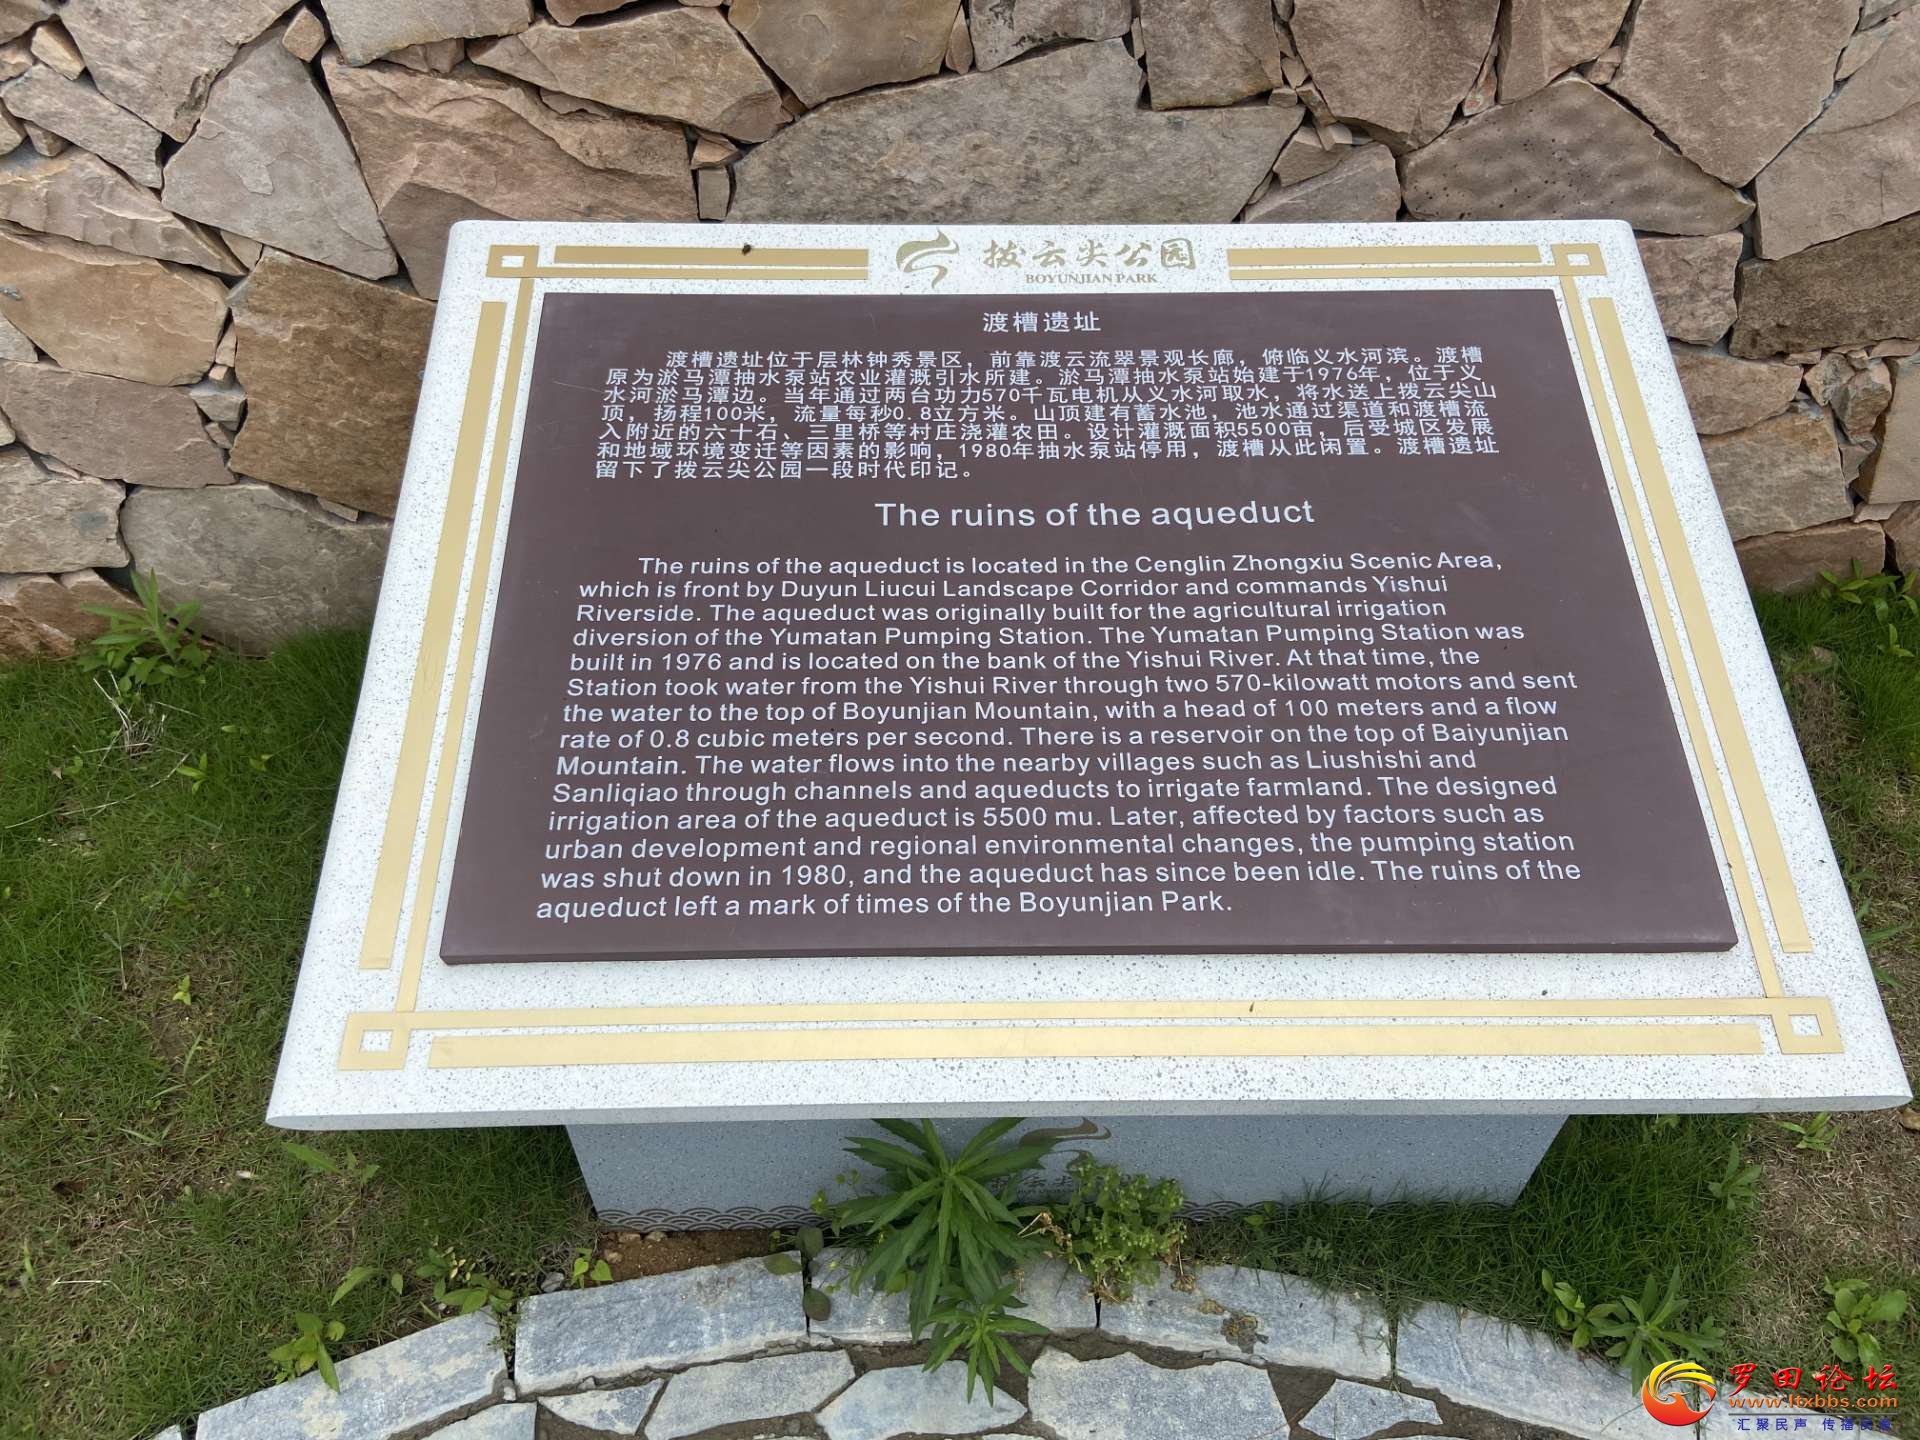 拨云尖公园
BOYUNJIAN PARK
渡槽遗址
渡槽遗址位于层林钟秀景区，前靠渡云流翠景观长廊，俯临义水河滨。渡槽
原为淤马潭抽水泵站农业灌溉引水所建。淤马潭抽水泵站始建于1976年，位于义
水河淤马潭边。当年通过两台功力570千瓦电机从义水河取水，将水送上拨云尖山
顶，扬程100米，流量每秒0.8立方米。山顶建有蓄水池，池水通过渠道和渡槽流
入附近的六十石、三里桥等村庄浇灌农田。设计灌溉面积5500亩，后受城区发展
和地域环境变迁等因素的影响，1980年抽水泵站停用，渡槽从此闲置。渡槽遗址
留下了拨云尖公园一段时代印记。
The ruins of the aqueduct
The ruins of the aqueduct is located in the Cenglin Zhongxiu Scenic Area,
which is front by Duyun Liucui Landscape Corridor and commands Yishui
Riverside. The aqueduct was originally built for the agricultural irrigation
diversion of the Yumatan Pumping Station. The Yumatan Pumping Station was
built in 1976 and is located on the bank of the Yishui River. At that time, the
Station took water from the Yishui River through two 570-kilowatt motors and sent
the water to the top of Boyunjian Mountain, with a head of 100 meters and a flow
rate of 0.8 cubic meters per second. There is a reservoir on the top of Baiyunjian
Mountain. The water flows into the nearby villages such as Liushishi and
Sanliqiao through channels and aqueducts to irrigate farmland. The designed
irrigation area of the aqueduct is 5500 mu. Later, affected by factors such as
urban development and regional environmental changes, the pumping station
was shut down in 1980, and the aqueduct has since been idle. The ruins of the
aqueduct left a mark of times of the Boyunjian Park.
罗田论坛
www.ltxbbs.com
汇聚民声 传播民意